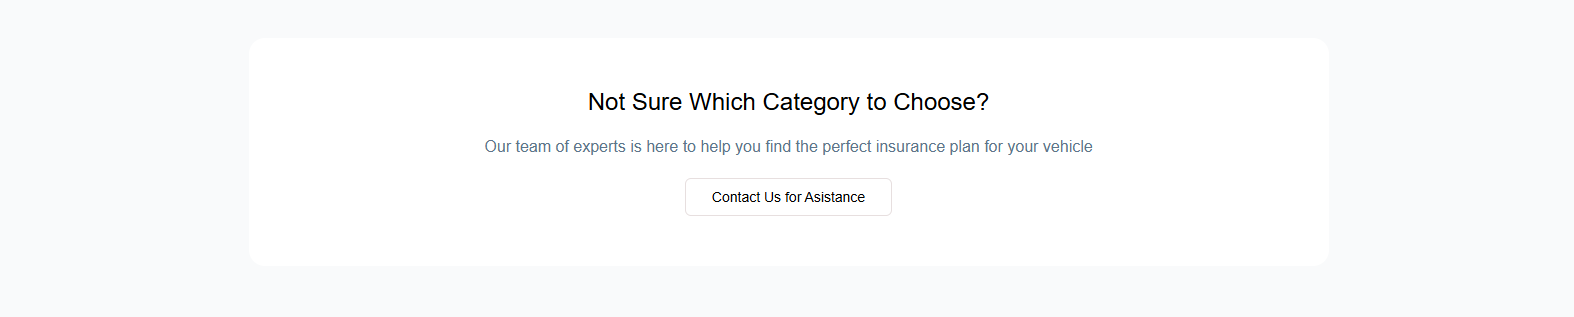 Not Sure Which Category to Choose?
Our team of experts is here to help you find the perfect insurance plan for your vehicle
Contact Us for Asistance